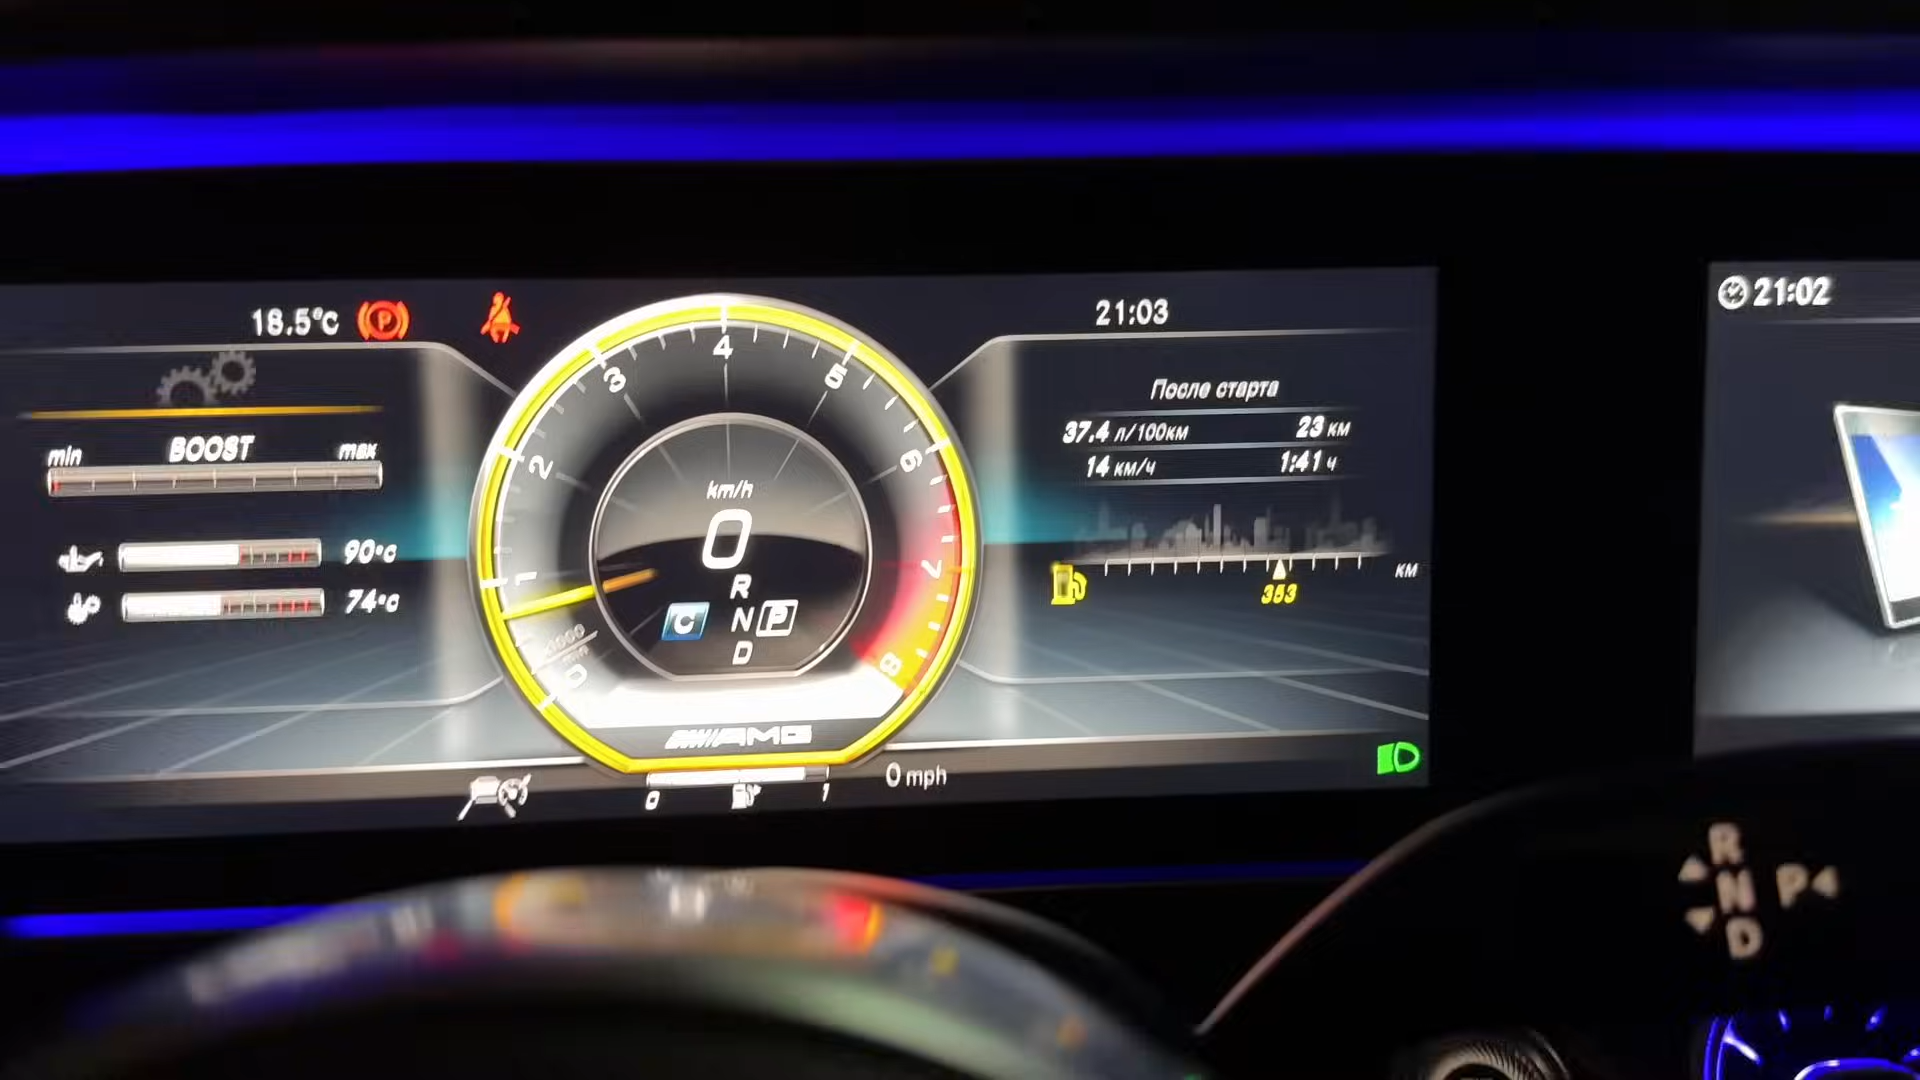 18.5°C
21:03
21:02
После старта
37.4 л/100км 23 км
14 км/ч 1:41 ч
min BOOST max
90°C
74°C
км
353
0
1
2
3
4
5
6
7
8
x1000
min
km/h
0
R
N
D
C
P
AMG
0 1
0 mph
R
N
D
P